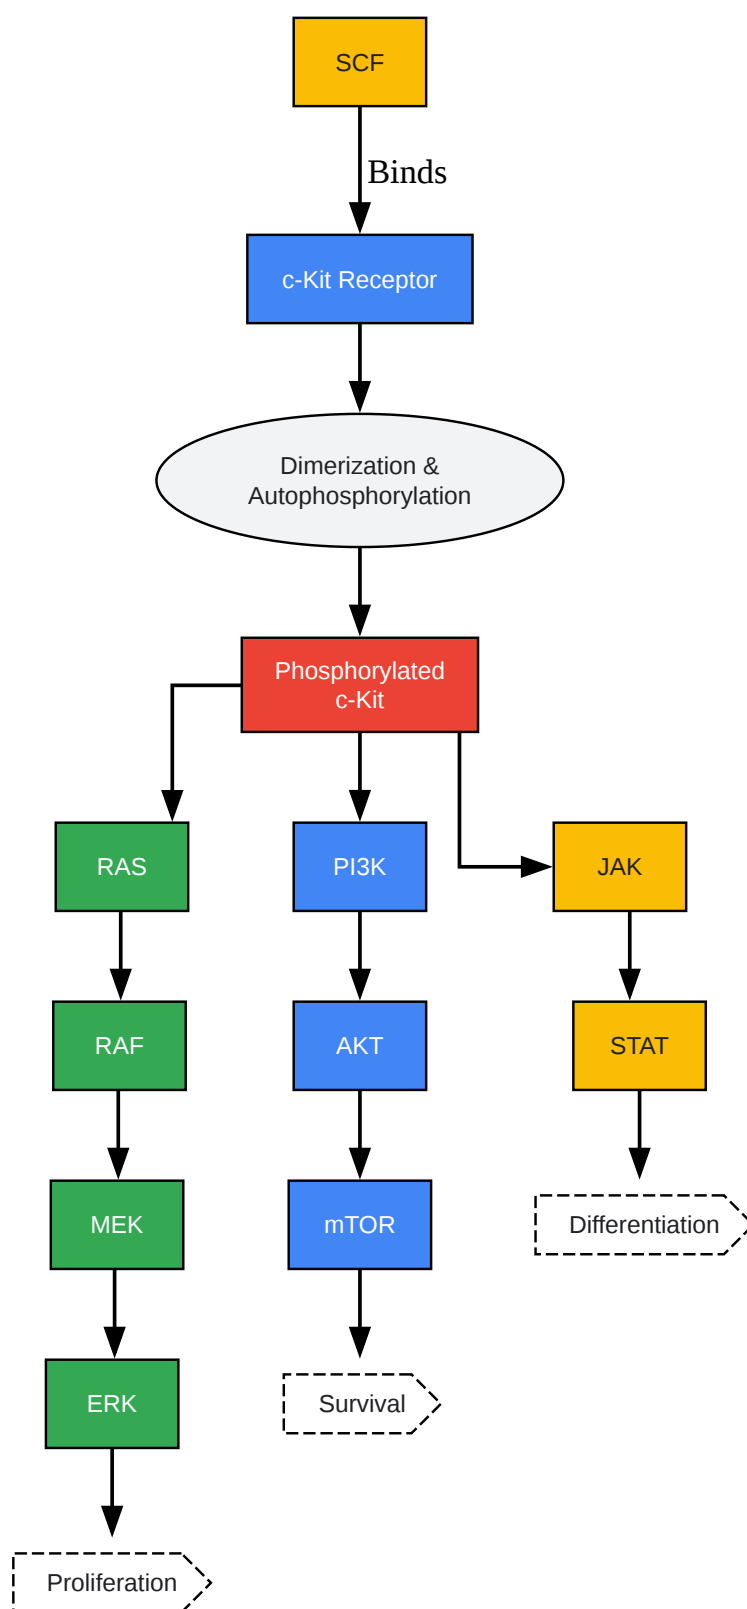 SCF
Binds
c-Kit Receptor
Dimerization &
Autophosphorylation
Phosphorylated
c-Kit
RAS
PI3K
JAK
RAF
AKT
STAT
MEK
mTOR
Differentiation
ERK
Survival
Proliferation